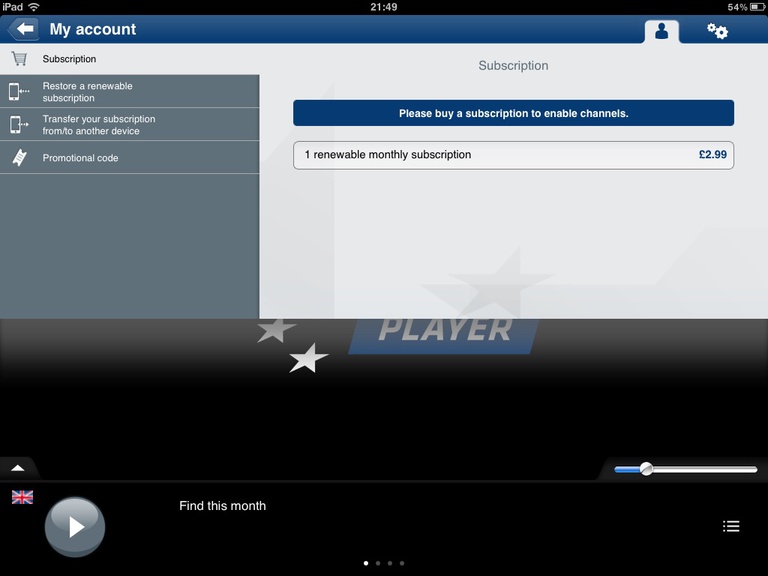 iPad 21:49 54%
My account
Subscription
Subscription
Restore a renewable
subscription
Transfer your subscription
from/to another device
Promotional code
Please buy a subscription to enable channels.
1 renewable monthly subscription £2.99
PLAYER
Find this month